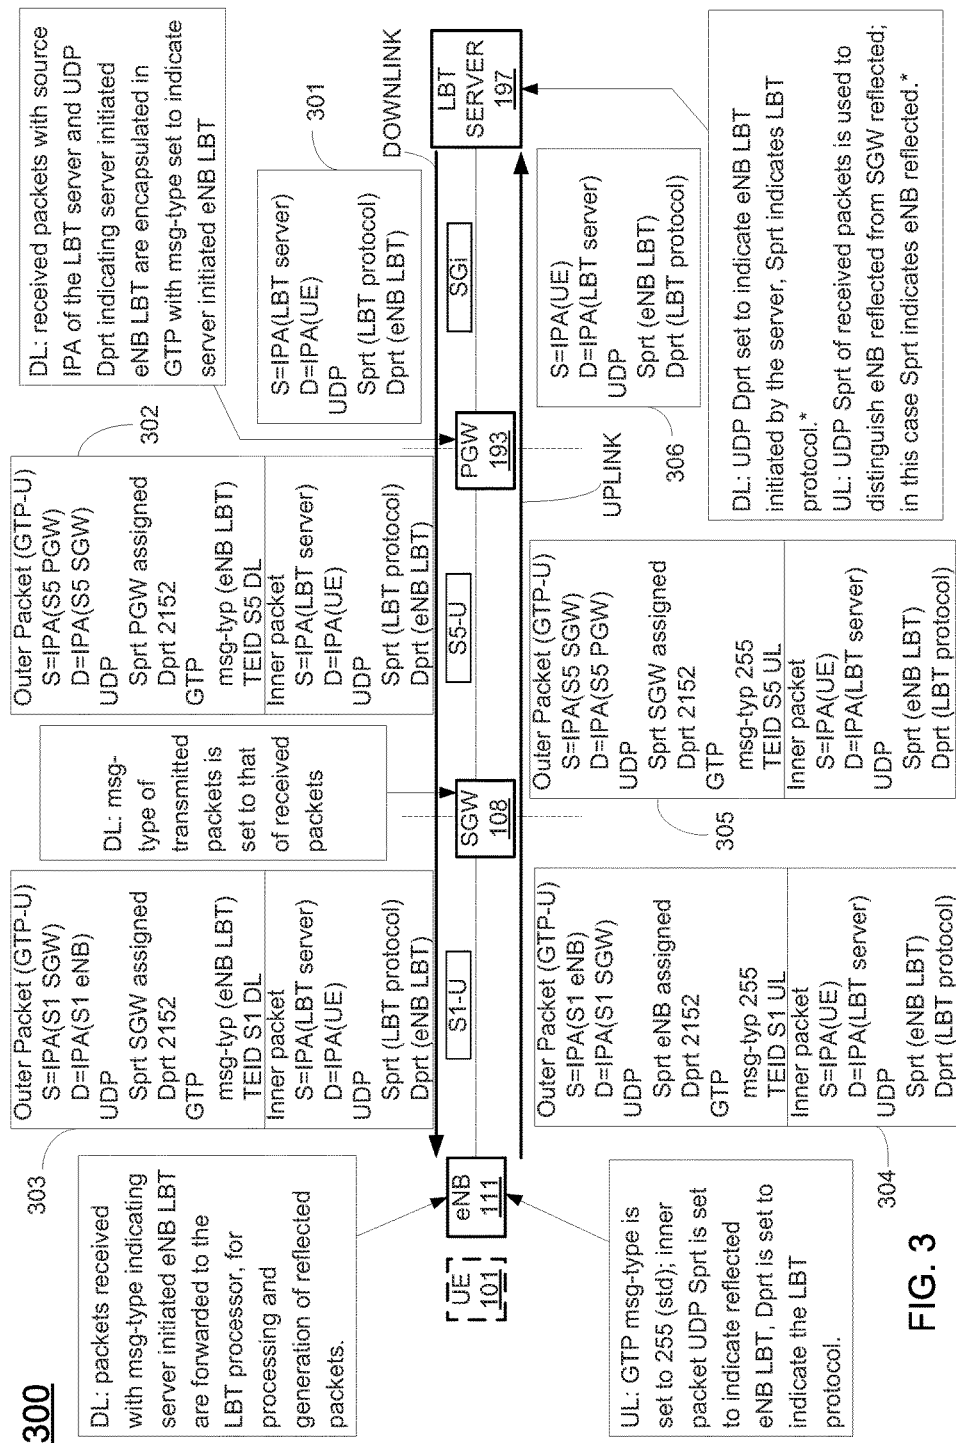 300
DL: packets received
with msg-type indicating
server initiated eNB LBT
are forwarded to the
LBT processor, for
processing and
generation of reflected
packets.
303
Outer Packet (GTP-U)
S=IPA(S1 SGW)
D=IPA(S1 eNB)
UDP
Sprt SGW assigned
Dprt 2152
GTP
msg-typ (eNB LBT)
TEID S1 DL
Inner packet
S=IPA(LBT server)
D=IPA(UE)
UDP
Sprt (LBT protocol)
Dprt (eNB LBT)
DL: msg-
type of
transmitted
packets is
set to that
of received
packets
302
Outer Packet (GTP-U)
S=IPA(S5 PGW)
D=IPA(S5 SGW)
UDP
Sprt PGW assigned
Dprt 2152
GTP
msg-typ (eNB LBT)
TEID S5 DL
Inner packet
S=IPA(LBT server)
D=IPA(UE)
UDP
Sprt (LBT protocol)
Dprt (eNB LBT)
DL: received packets with source
IPA of the LBT server and UDP
Dprt indicating server initiated
eNB LBT are encapsulated in
GTP with msg-type set to indicate
server initiated eNB LBT
301
S=IPA(LBT server)
D=IPA(UE)
UDP
Sprt (LBT protocol)
Dprt (eNB LBT)
DOWNLINK
UE
101
eNB
111
S1-U
SGW
108
S5-U
PGW
193
SGi
LBT
SERVER
197
UPLINK
UL: GTP msg-type is
set to 255 (std); inner
packet UDP Sprt is set
to indicate reflected
eNB LBT, Dprt is set to
indicate the LBT
protocol.
304
Outer Packet (GTP-U)
S=IPA(S1 eNB)
D=IPA(S1 SGW)
UDP
Sprt eNB assigned
Dprt 2152
GTP
msg-typ 255
TEID S1 UL
Inner packet
S=IPA(UE)
D=IPA(LBT server)
UDP
Sprt (eNB LBT)
Dprt (LBT protocol)
305
Outer Packet (GTP-U)
S=IPA(S5 SGW)
D=IPA(S5 PGW)
UDP
Sprt SGW assigned
Dprt 2152
GTP
msg-typ 255
TEID S5 UL
Inner packet
S=IPA(UE)
D=IPA(LBT server)
UDP
Sprt (eNB LBT)
Dprt (LBT protocol)
306
S=IPA(UE)
D=IPA(LBT server)
UDP
Sprt (eNB LBT)
Dprt (LBT protocol)
DL: UDP Dprt set to indicate eNB LBT
initiated by the server, Sprt indicates LBT
protocol.*
UL: UDP Sprt of received packets is used to
distinguish eNB reflected from SGW reflected;
in this case Sprt indicates eNB reflected.*
FIG. 3